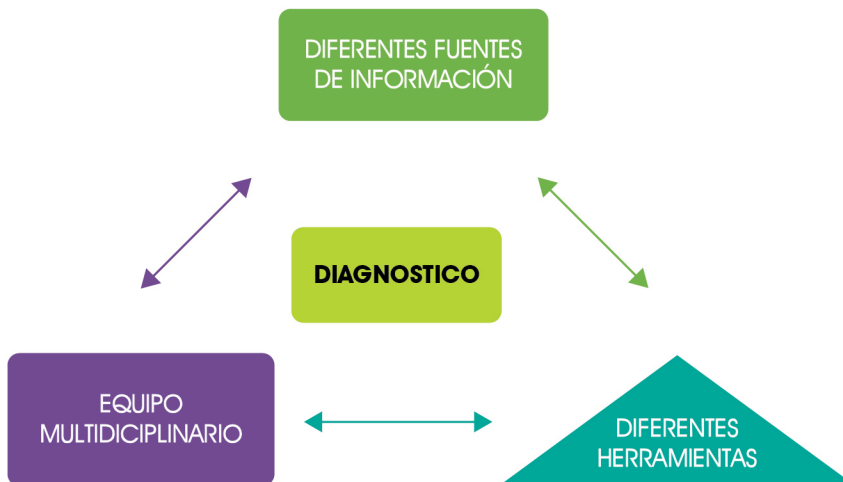 DIFERENTES FUENTES
DE INFORMACIÓN
DIAGNOSTICO
EQUIPO
MULTIDICIPLINARIO
DIFERENTES
HERRAMIENTAS